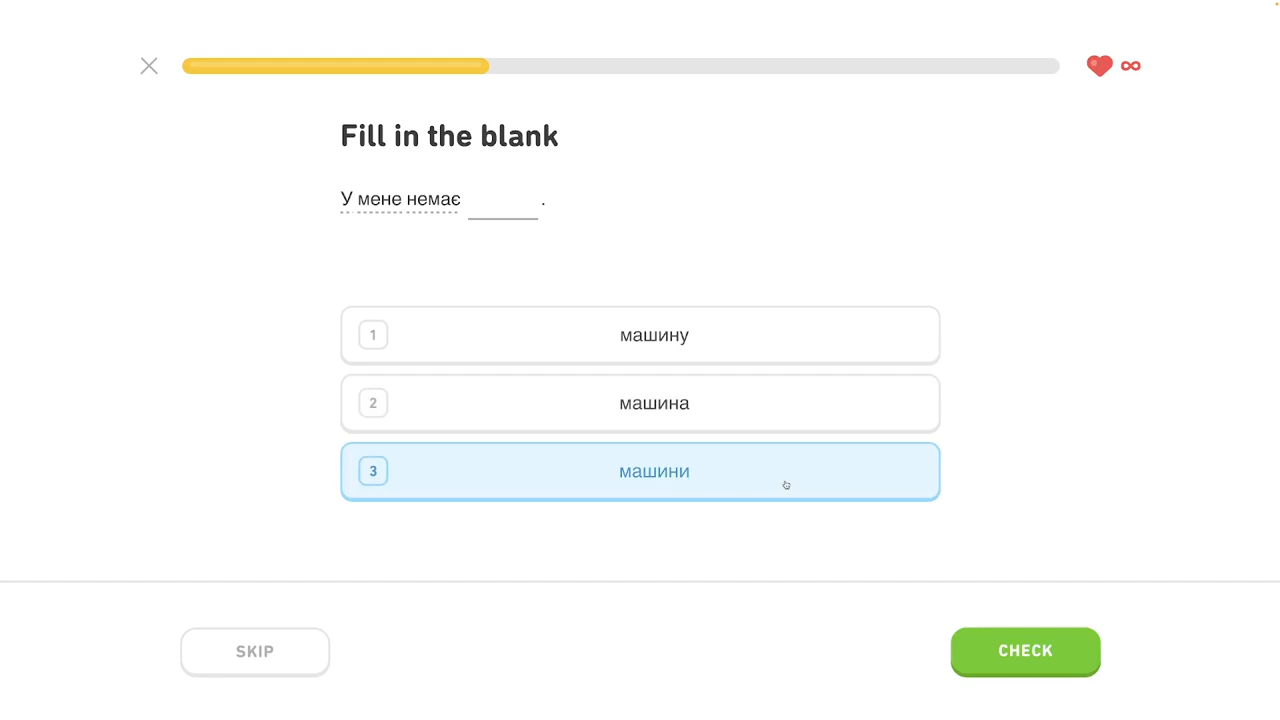 ∞
Fill in the blank
У мене немає ______ .
1 машину
2 машина
3 машини
SKIP
CHECK